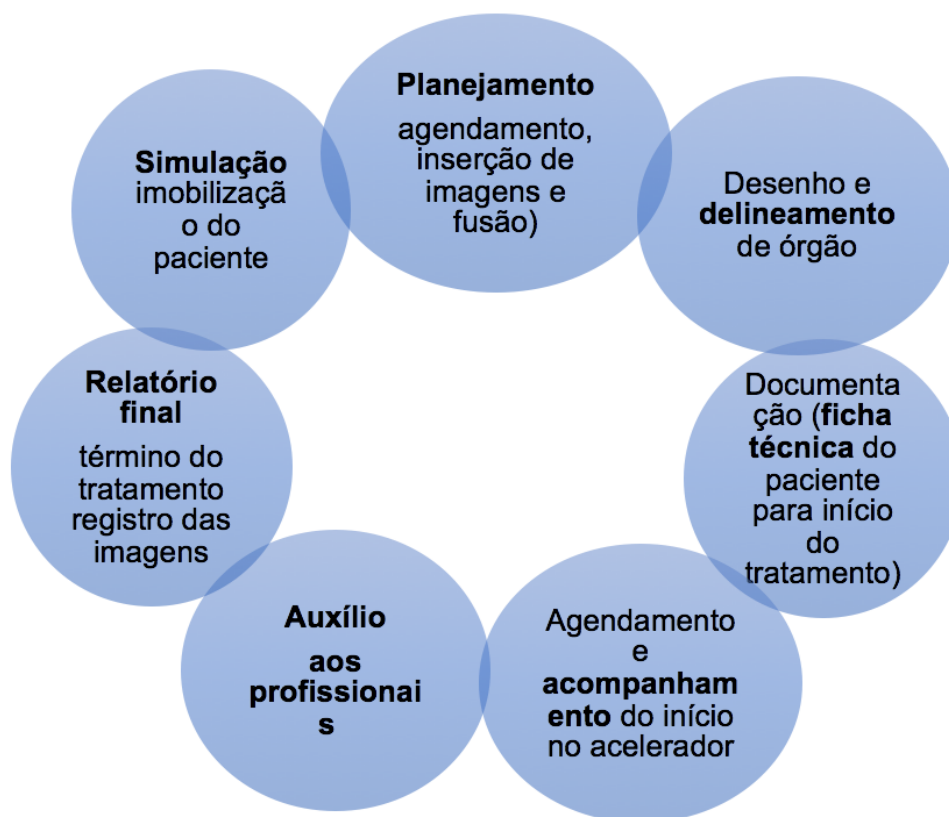 Planejamento
agendamento,
inserção de
imagens e
fusão)
Desenho e
delineamento
de órgão
Documenta
ção (ficha
técnica do
paciente
para início
do
tratamento)
Agendamento
e
acompanham
ento do início
no acelerador
Auxílio
aos
profissionai
s
Relatório
final
término do
tratamento
registro das
imagens
Simulação
imobilizaçã
o do
paciente